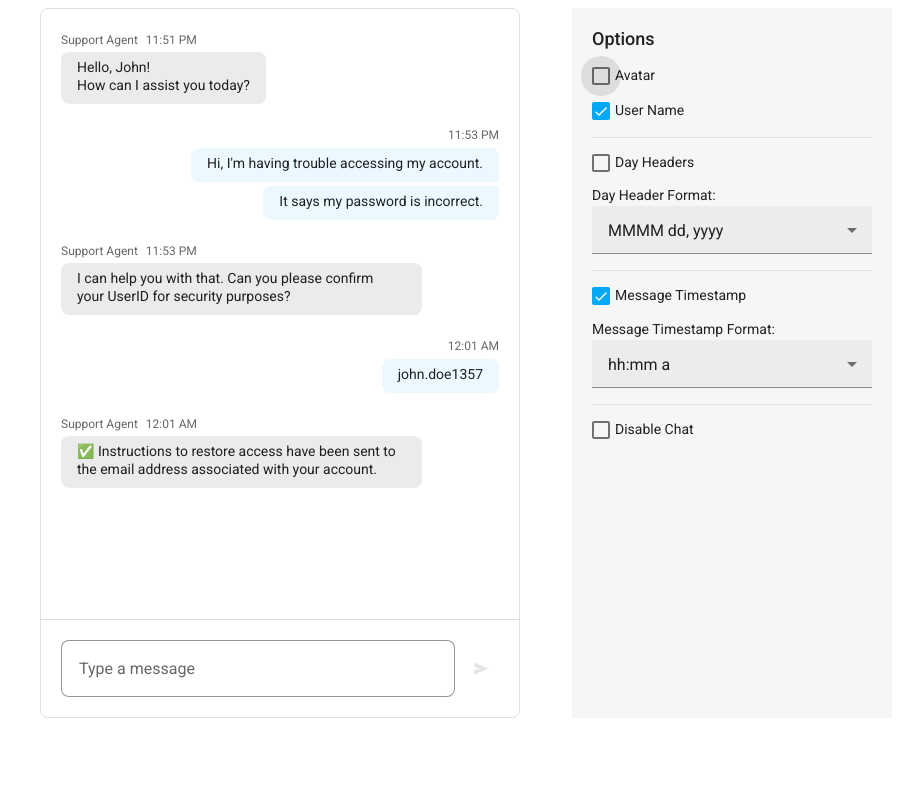 Support Agent 11:51 PM
Hello, John!
How can I assist you today?
11:53 PM
Hi, I'm having trouble accessing my account.
It says my password is incorrect.
Support Agent 11:53 PM
I can help you with that. Can you please confirm
your UserID for security purposes?
12:01 AM
john.doe1357
Support Agent 12:01 AM
✅ Instructions to restore access have been sent to
the email address associated with your account.
Type a message
Options
Avatar
User Name
Day Headers
Day Header Format:
MMMM dd, yyyy
Message Timestamp
Message Timestamp Format:
hh:mm a
Disable Chat